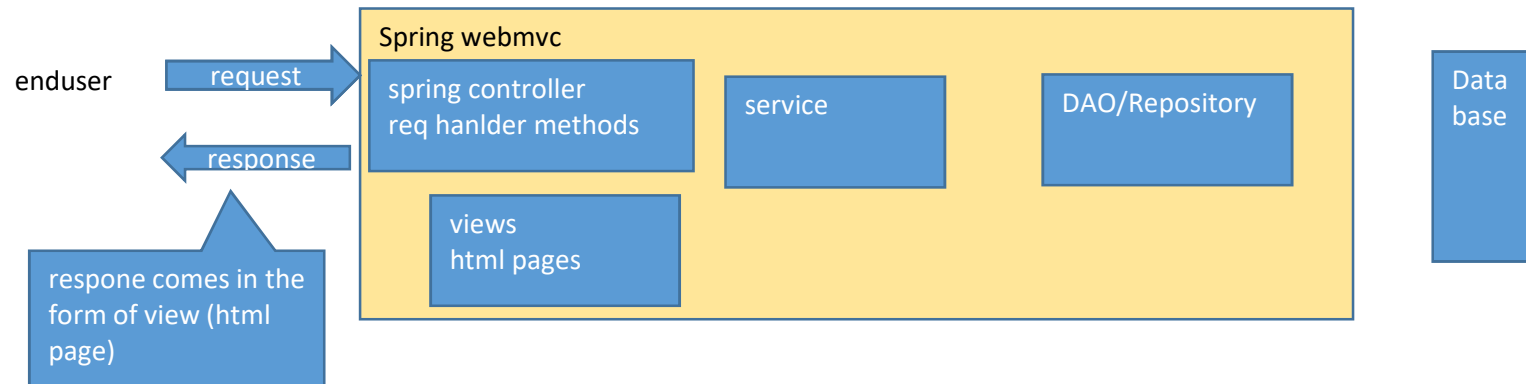 Spring webmvc
enduser
request
response
spring controller
req hanlder methods
service
DAO/Repository
Data
base
views
html pages
respone comes in the
form of view (html
page)